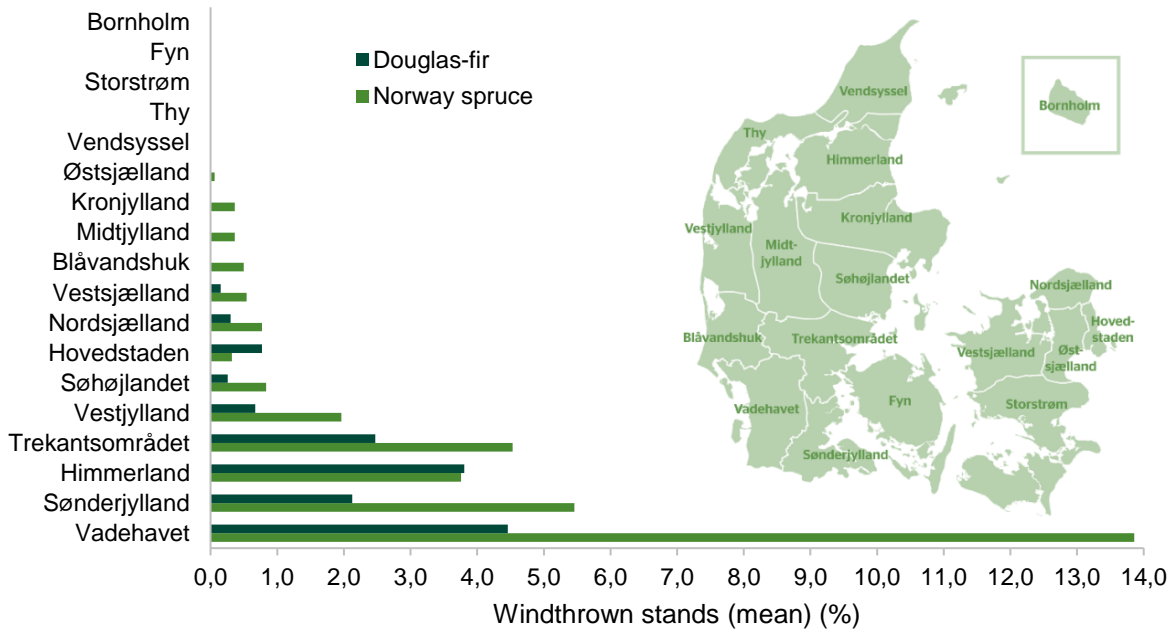 Bornholm
Fyn
Storstrøm
Thy
Vendsyssel
Østsjælland
Kronjylland
Midtjylland
Blåvandshuk
Vestsjælland
Nordsjælland
Hovedstaden
Søhøjlandet
Vestjylland
Trekantsområdet
Himmerland
Sønderjylland
Vadehavet
Douglas-fir
Norway spruce
0,0 1,0 2,0 3,0 4,0 5,0 6,0 7,0 8,0 9,0 10,0 11,0 12,0 13,0 14,0
Windthrown stands (mean) (%)
Vendsyssel
Bornholm
Thy
Himmerland
Kronjylland
Vestjylland
Midt-
jylland
Søhøjlandet
Nordsjælland
Hoved-
staden
Blåvandshuk
Trekantsområdet
Vestsjælland
Øst-
sjælland
Vadehavet
Fyn
Storstrøm
Sønderjylland